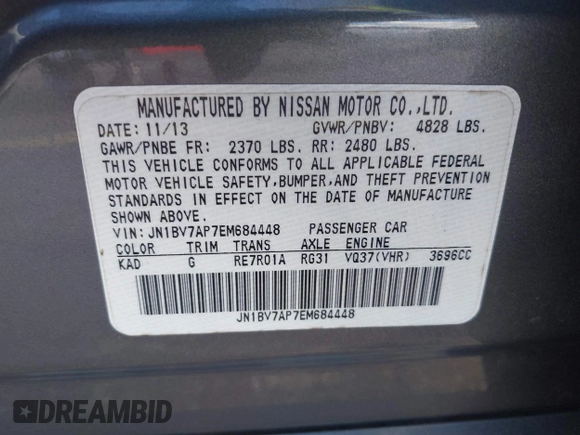 MANUFACTURED BY NISSAN MOTOR CO.,LTD.
DATE: 11/13 GVWR/PNBV: 4828 LBS.
GAWR/PNBE FR: 2370 LBS. RR: 2480 LBS.
THIS VEHICLE CONFORMS TO ALL APPLICABLE FEDERAL
MOTOR VEHICLE SAFETY,BUMPER,AND THEFT PREVENTION
STANDARDS IN EFFECT ON THE DATE OF MANUFACTURE
SHOWN ABOVE.
VIN: JN1BV7AP7EM684448 PASSENGER CAR
COLOR TRIM TRANS AXLE ENGINE
KAD G RE7R01A RG31 VQ37(VHR) 3696CC
JN1BV7AP7EM684448
DREAMBID